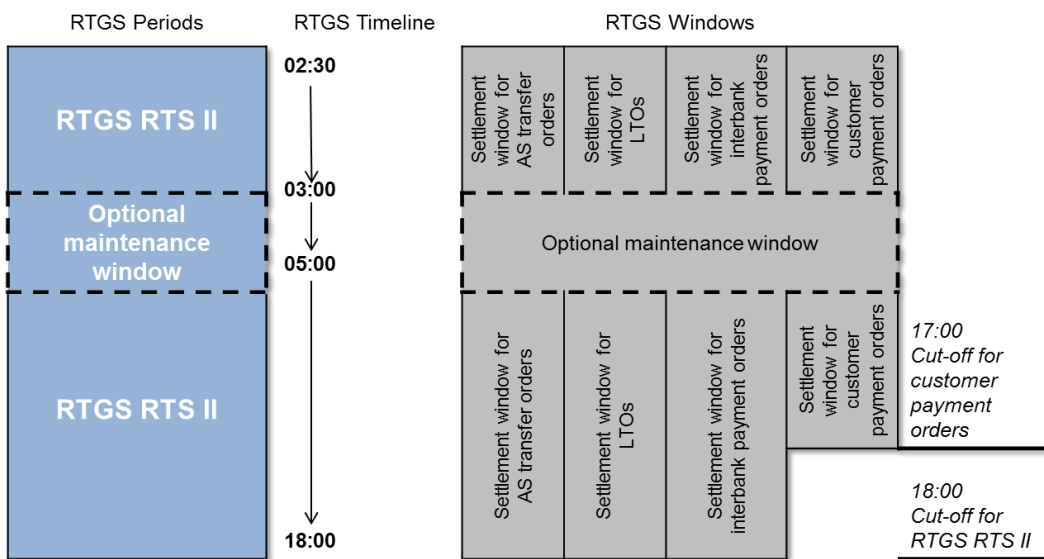 RTGS Periods
RTGS Timeline
RTGS Windows
RTGS RTS II
02:30
Settlement
window for
AS transfer
orders
Settlement
window for
LTOs
Settlement
window for
interbank
payment orders
Settlement
window for
customer
payment orders
03:00
Optional
maintenance
window
05:00
Optional maintenance window
RTGS RTS II
Settlement window for
AS transfer orders
Settlement window for
LTOs
Settlement window for
interbank payment orders
Settlement
window for
customer
payment orders
17:00
Cut-off for
customer
payment
orders
18:00
18:00
Cut-off for
RTGS RTS II